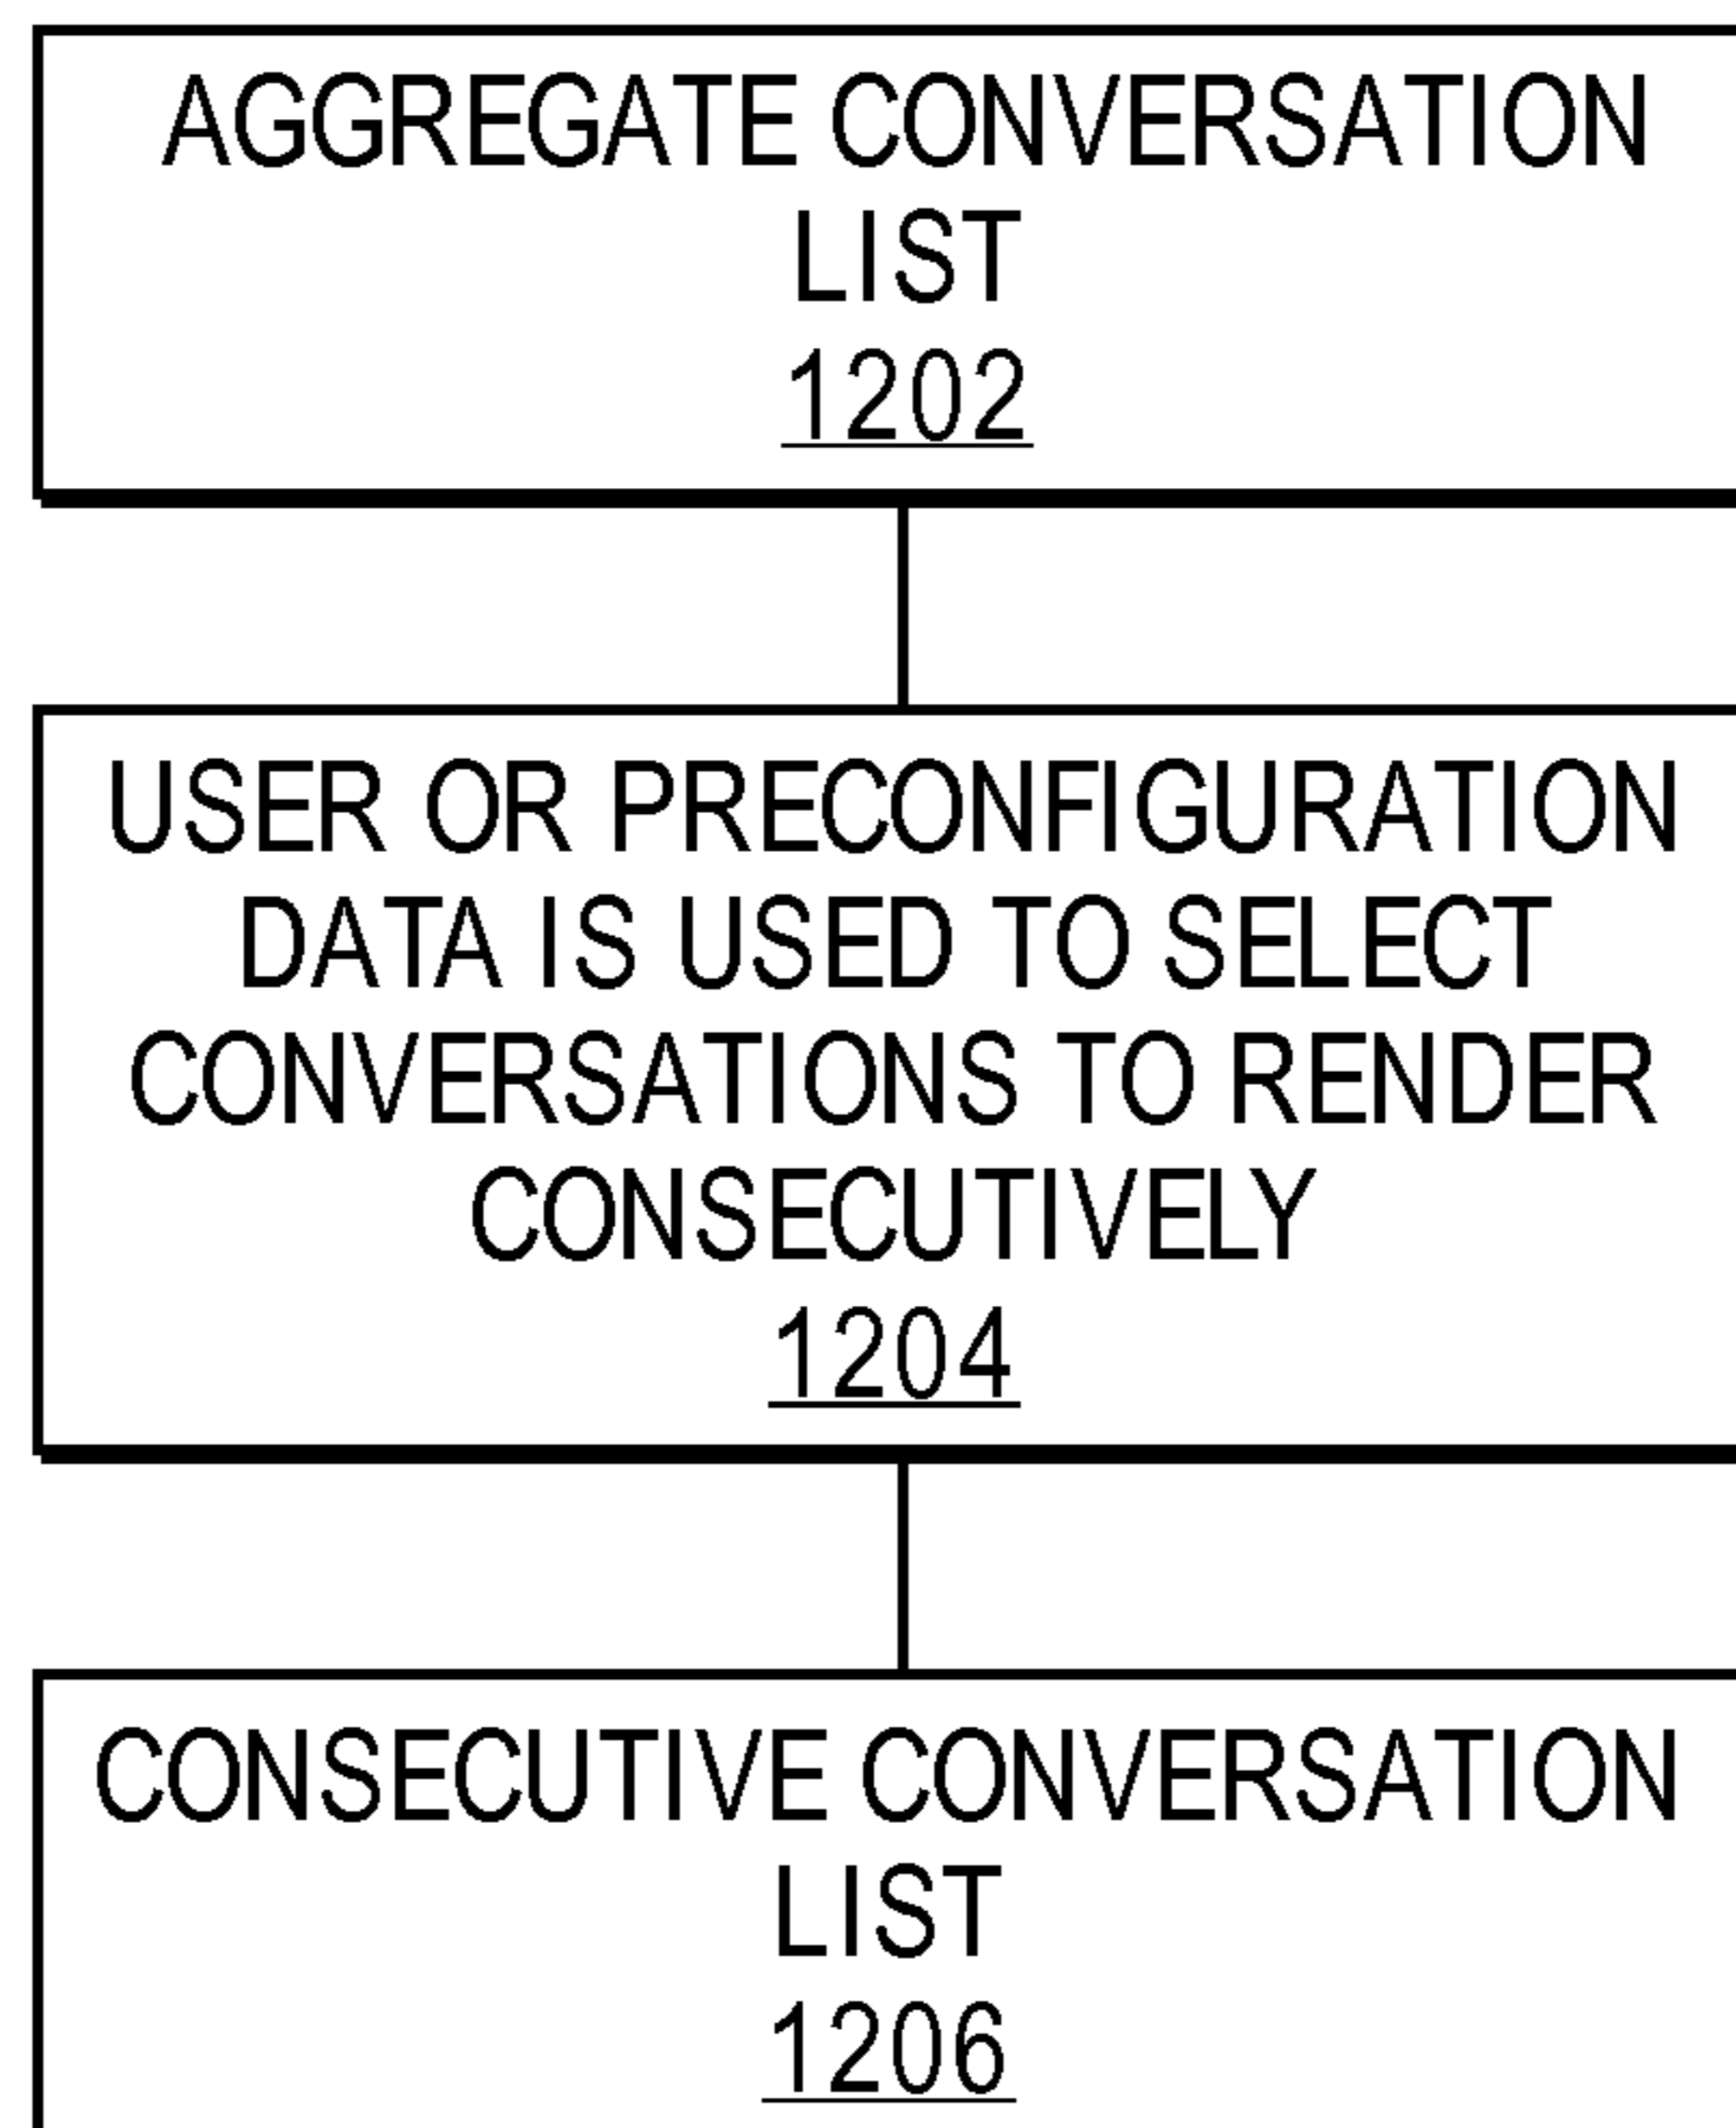 AGGREGATE CONVERSATION
LIST
1202
USER OR PRECONFIGURATION
DATA IS USED TO SELECT
CONVERSATIONS TO RENDER
CONSECUTIVELY
1204
CONSECUTIVE CONVERSATION
LIST
1206